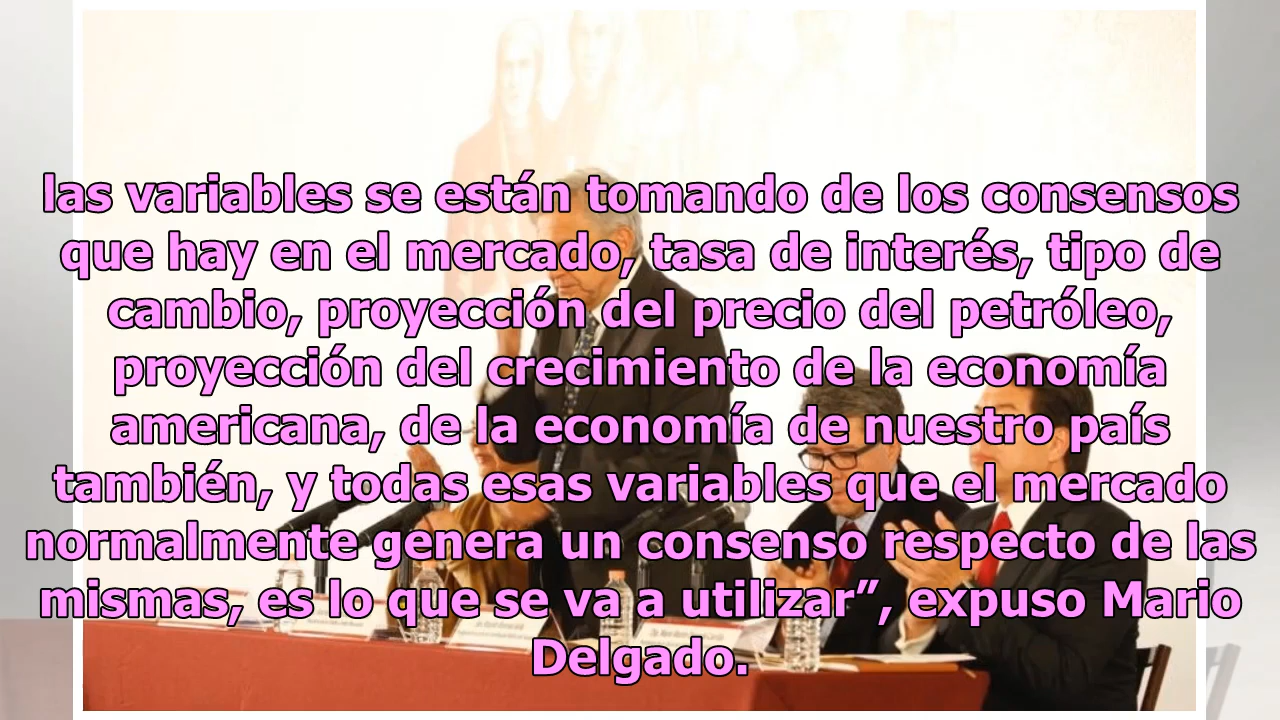 las variables se están tomando de los consensos
que hay en el mercado, tasa de interés, tipo de
cambio, proyección del precio del petróleo,
proyección del crecimiento de la economía
americana, de la economía de nuestro país
también, y todas esas variables que el mercado
normalmente genera un consenso respecto de las
mismas, es lo que se va a utilizar”, expuso Mario
Delgado.